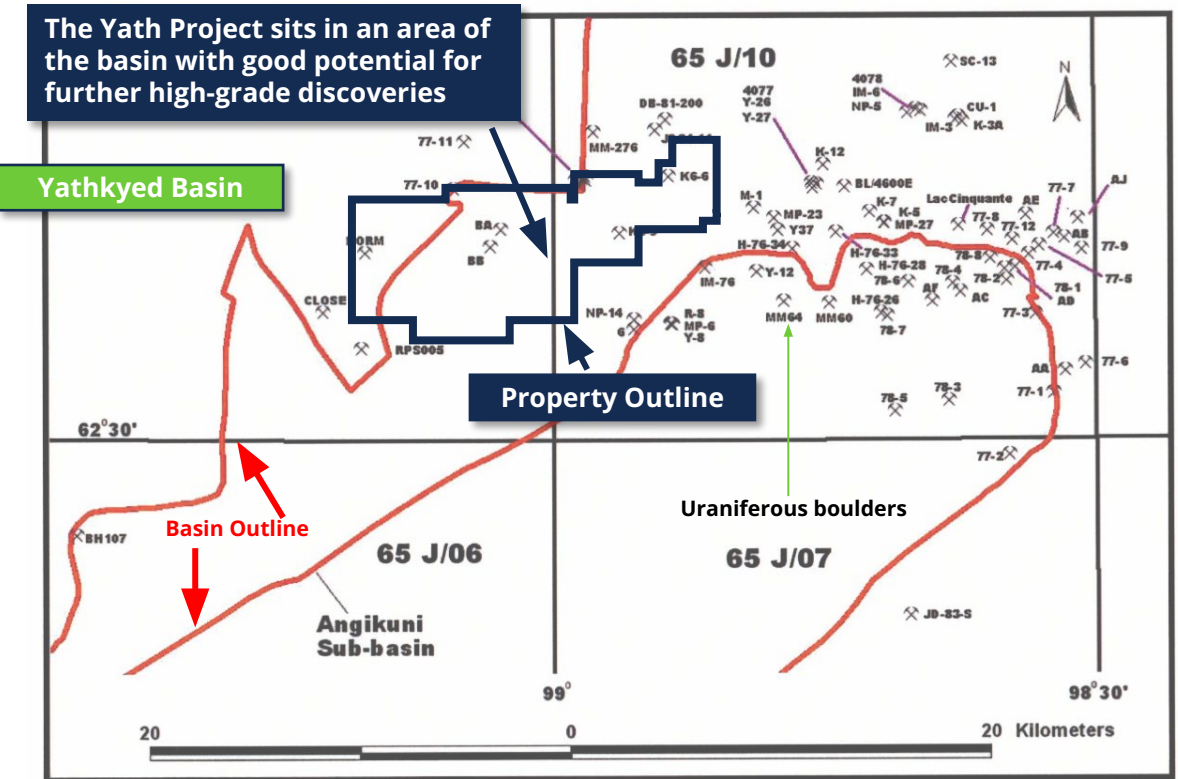 The Yath Project sits in an area of
the basin with good potential for
further high-grade discoveries
Yathkyed Basin
65 J/10
SC-13
N
4078
IM-6
NP-5
CU-1
IM-3
K-3A
4077
Y-26
Y-27
DB-81-200
MM-276
77-11
K-12
77-10
K6-6
BL/4600E
M-1
K-7
K-5
MP-27
MP-23
Y37
Lac Cinquante
77-8
AE
77-7
AJ
77-12
AB
77-9
BA
BB
H-76-34
H-76-33
H-76-28
78-8
77-4
77-5
IM-76
Y-12
78-6
78-4
78-2
78-1
AD
AF
AC
CLOSE
NP-14
6
R-8
MP-6
Y-8
MM64
MM60
H-76-26
78-7
77-3
RPS005
AA
77-6
Property Outline
78-5
78-3
77-1
62°30'
77-2
Uraniferous boulders
Basin Outline
BH107
65 J/06
65 J/07
Angikuni
Sub-basin
JD-83-S
99°
98°30'
20
0
20 Kilometers